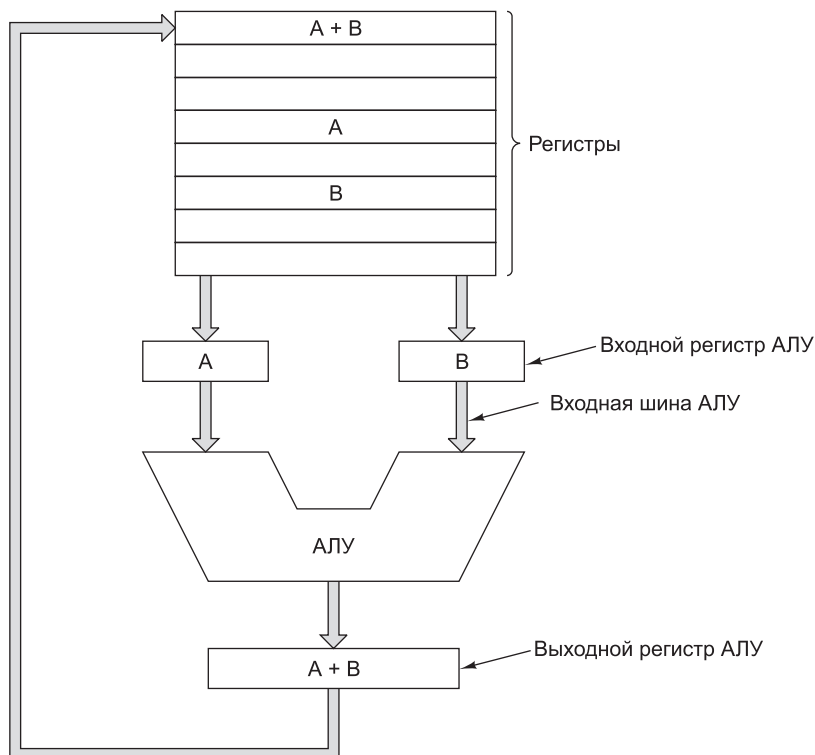 A + B
A
Регистры
B
A
B
Входной регистр АЛУ
Входная шина АЛУ
АЛУ
A + B
Выходной регистр АЛУ